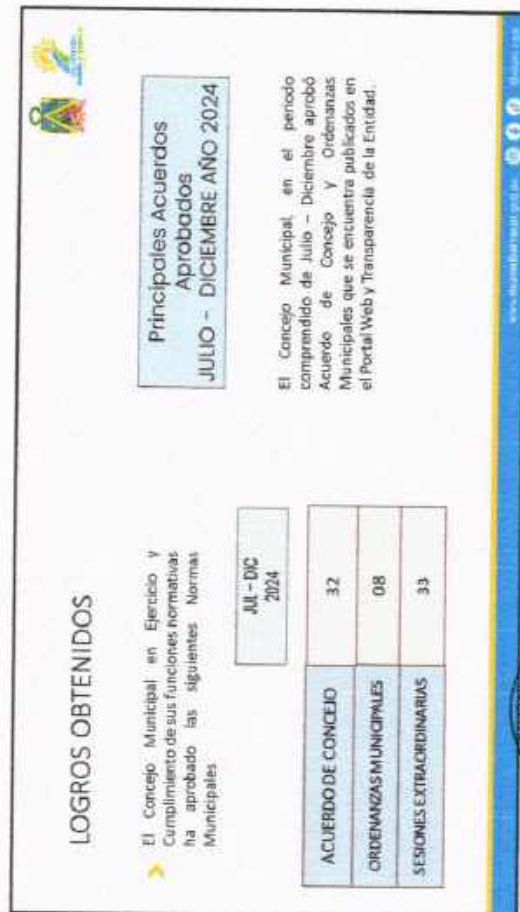 LOGROS OBTENIDOS
El Concejo Municipal en Ejercicio y
Cumplimiento de sus funciones normativas
ha aprobado las siguientes Normas
Municipales
JUL – DIC
2024
ACUERDO DE CONCEJO 32
ORDENANZAS MUNICIPALES 08
SESIONES EXTRAORDINARIAS 33
Principales Acuerdos
Aprobados
JULIO – DICIEMBRE AÑO 2024
El Concejo Municipal, en el periodo
comprendido de Julio – Diciembre aprobó
Acuerdo de Concejo y Ordenanzas
Municipales que se encuentra publicados en
el Portal Web y Transparencia de la Entidad.